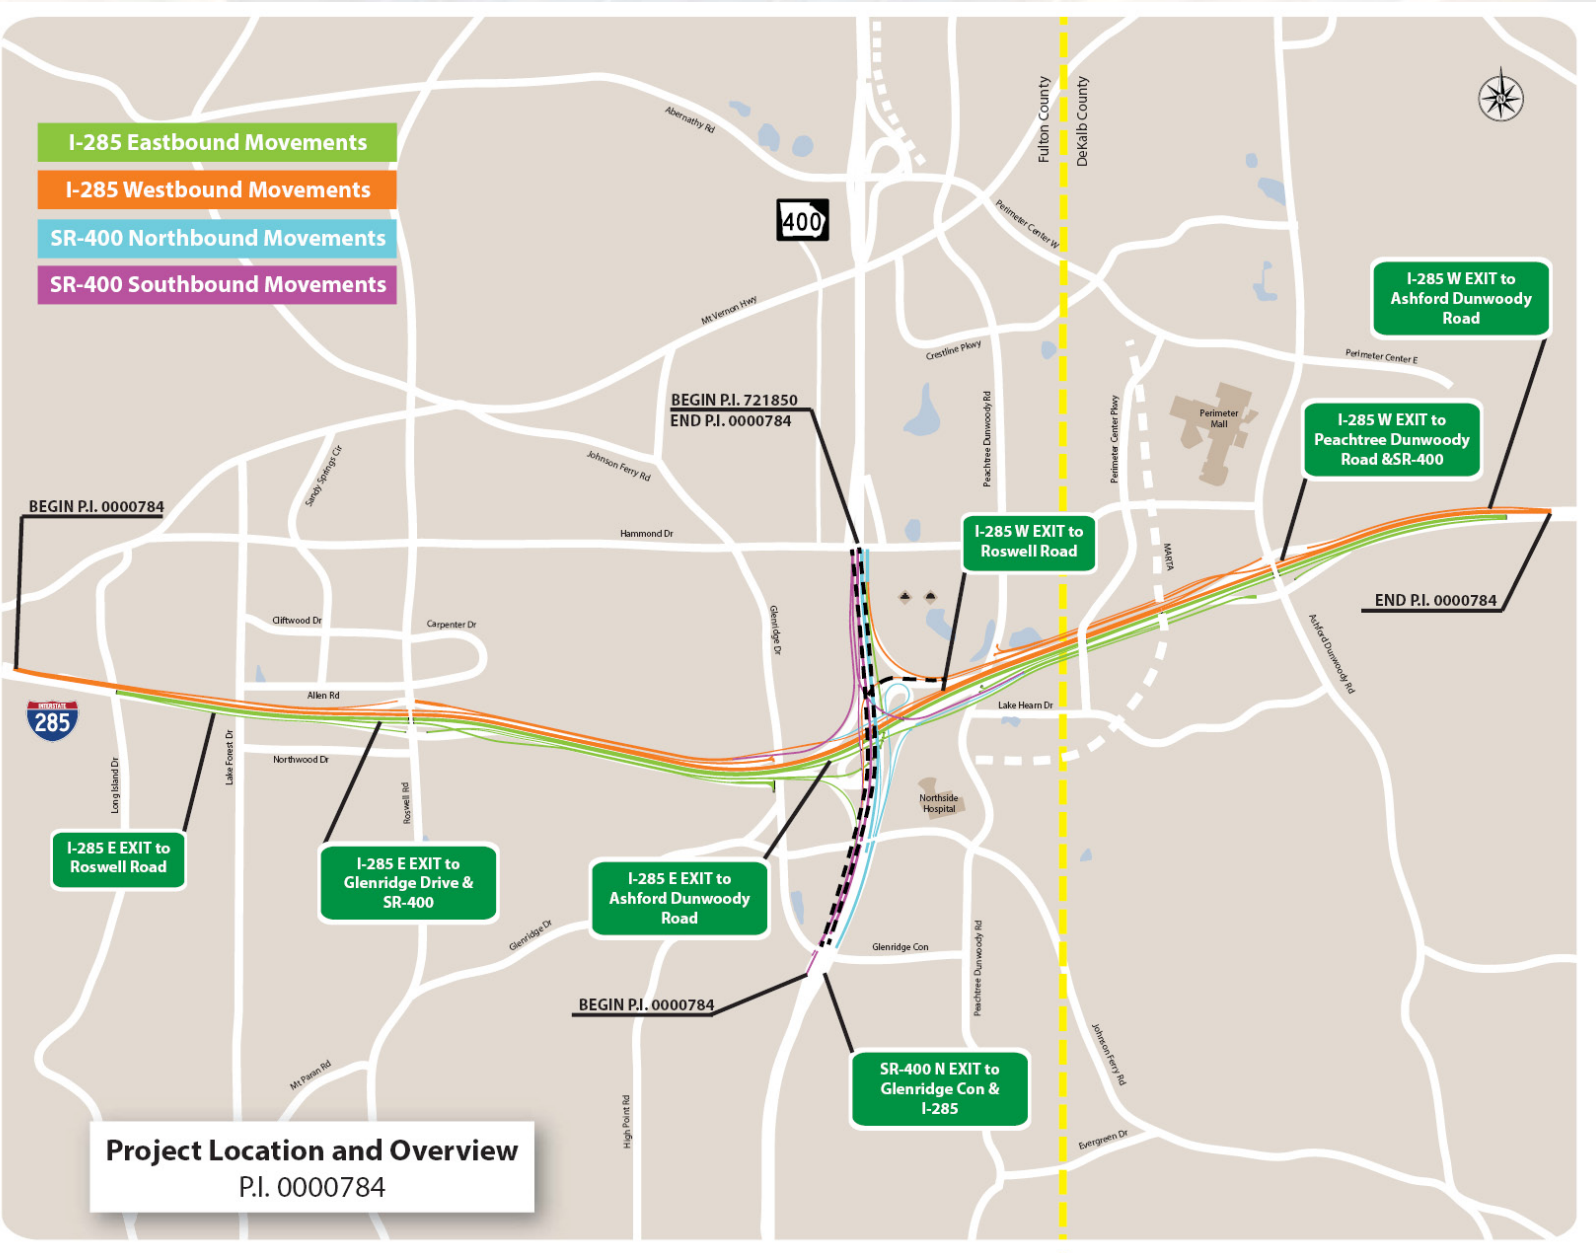 I-285 Eastbound Movements
I-285 Westbound Movements
SR-400 Northbound Movements
SR-400 Southbound Movements
Abernathy Rd
400
Fulton County
DeKalb County
N
Perimeter Center W
Mt Vernon Hwy
Crestline Pkwy
I-285 W EXIT to
Ashford Dunwoody
Road
Perimeter Center E
BEGIN P.I. 721850
END P.I. 0000784
Peachtree Dunwoody Rd
Perimeter Center Pkwy
Perimeter
Mall
I-285 W EXIT to
Peachtree Dunwoody
Road &SR-400
Johnson Ferry Rd
Sandy Springs Cir
BEGIN P.I. 0000784
Hammond Dr
I-285 W EXIT to
Roswell Road
MARTA
END P.I. 0000784
Cliftwood Dr
Carpenter Dr
Glenridge Dr
Ashford Dunwoody Rd
Allen Rd
INTERSTATE
285
Lake Hearn Dr
Lake Forest Dr
Northwood Dr
Long Island Dr
Roswell Rd
Northside
Hospital
I-285 E EXIT to
Roswell Road
I-285 E EXIT to
Glenridge Drive &
SR-400
I-285 E EXIT to
Ashford Dunwoody
Road
Glenridge Dr
Glenridge Con
Peachtree Dunwoody Rd
BEGIN P.I. 0000784
SR-400 N EXIT to
Glenridge Con &
I-285
Johnson Ferry Rd
Mt Paran Rd
High Point Rd
Evergreen Dr
Project Location and Overview
P.I. 0000784